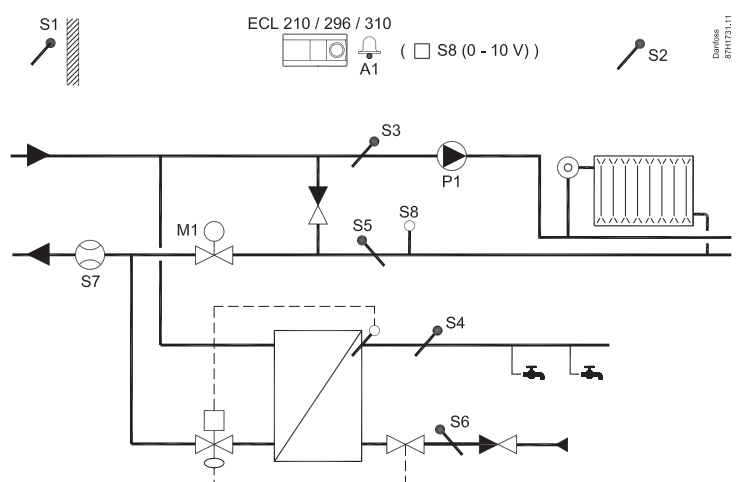 S1
ECL 210 / 296 / 310
A1
( S8 (0 - 10 V) )
S2
Danfoss
87H1731.11
S3
P1
M1
S5
S8
S7
S4
S6